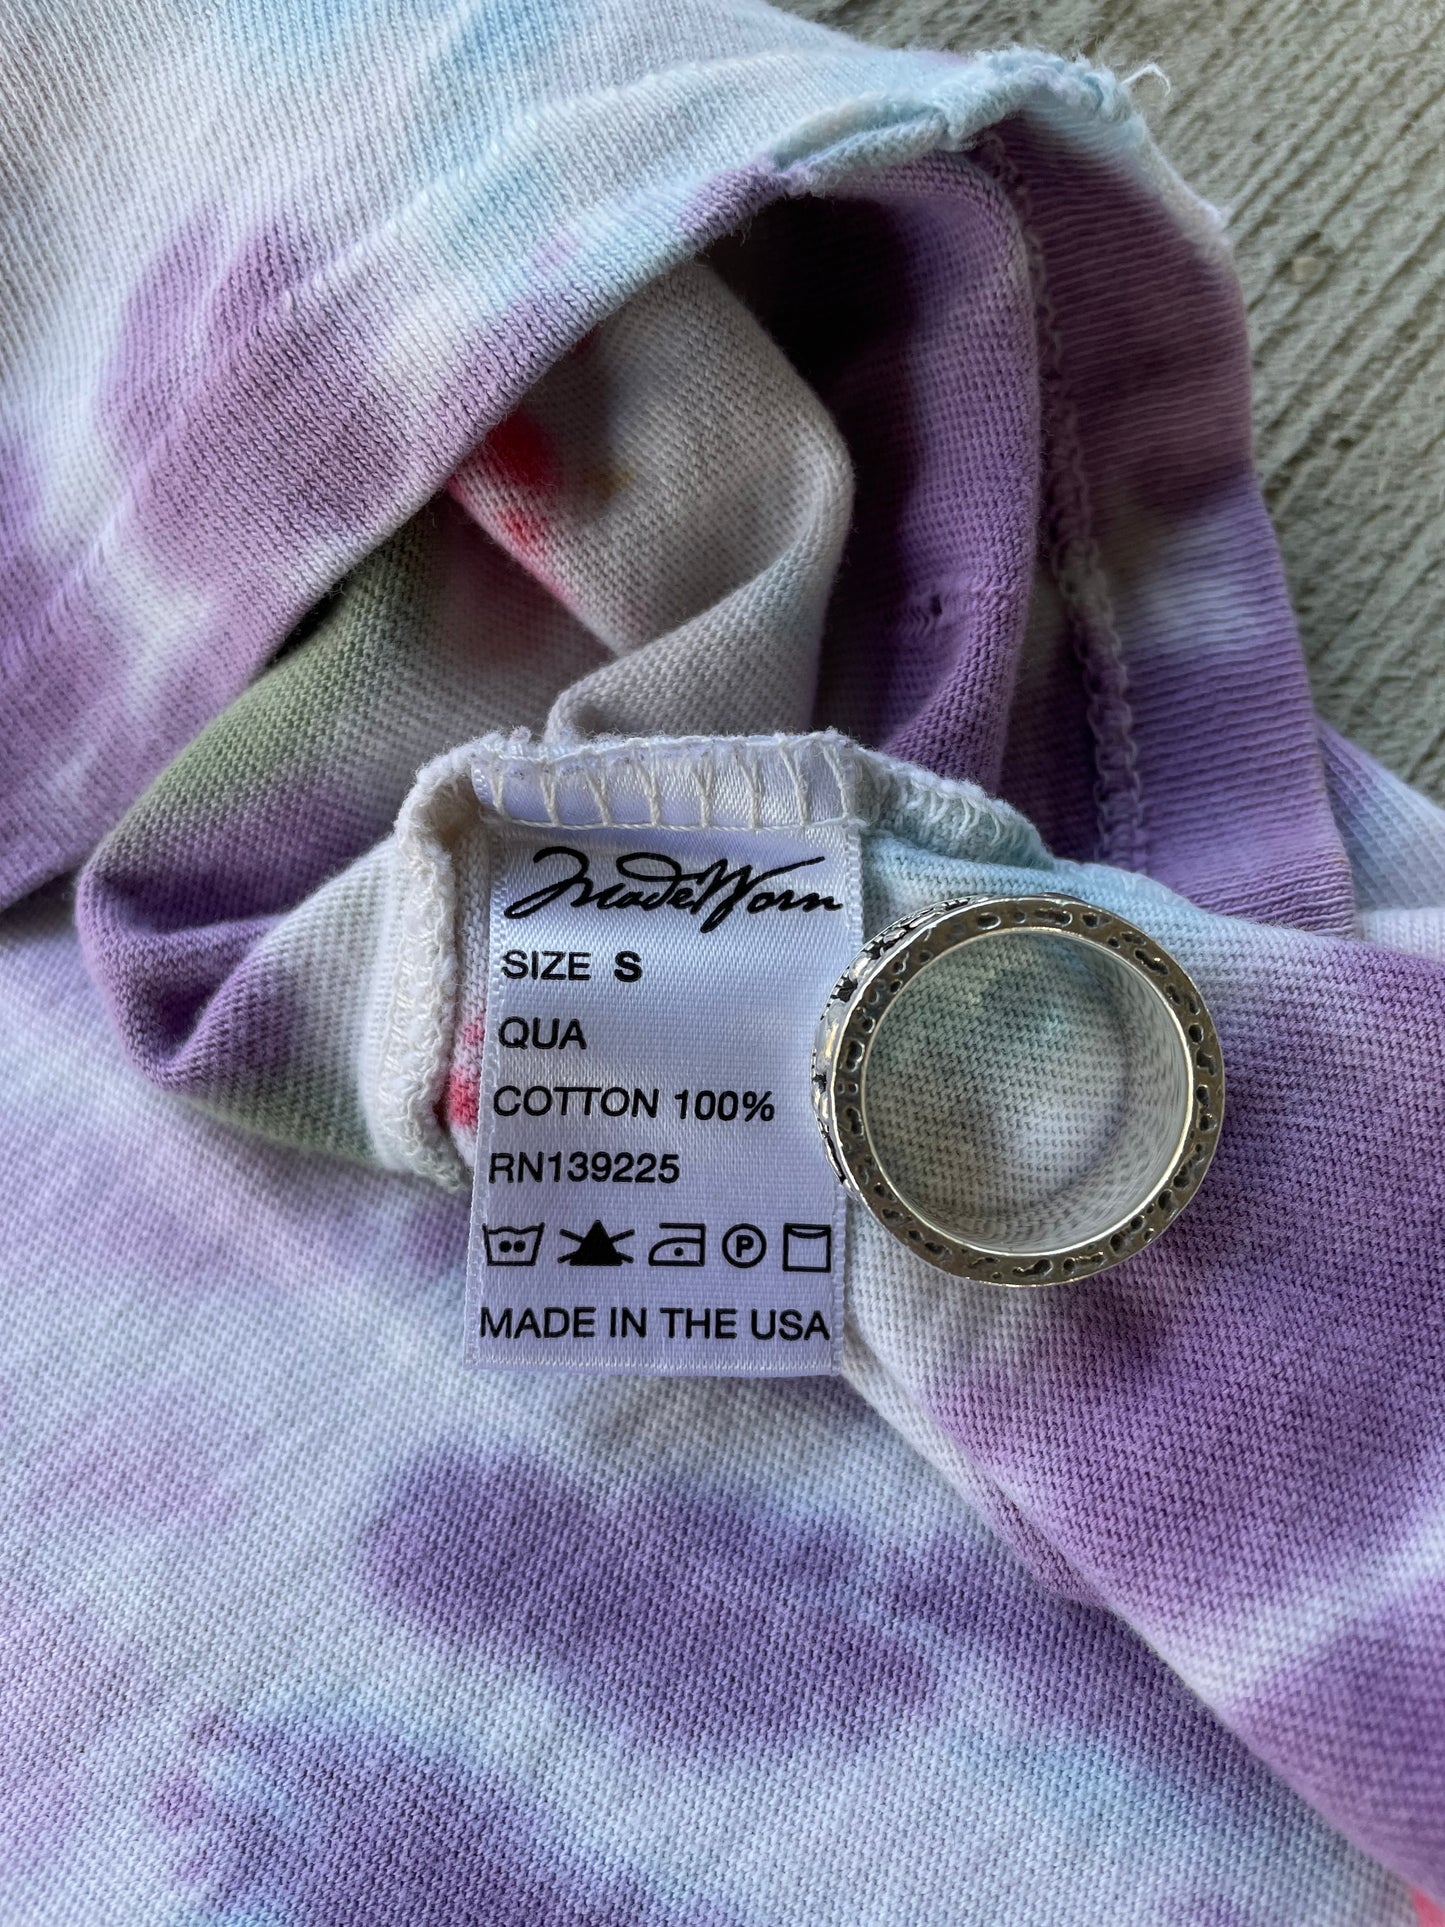 MadeWorn
SIZE S
QUA
COTTON 100%
RN139225
P
MADE IN THE USA